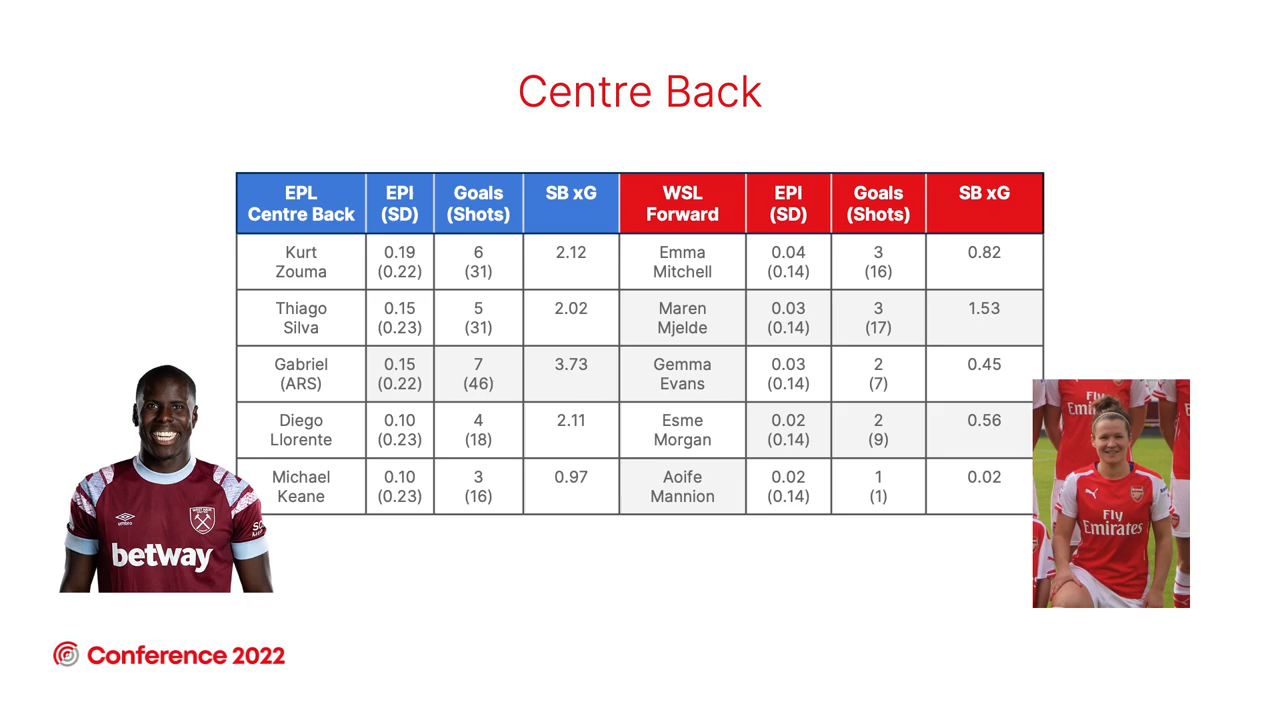 Centre Back
EPL
Centre Back
EPI
(SD)
Goals
(Shots)
SB xG
WSL
Forward
EPI
(SD)
Goals
(Shots)
SB xG
Kurt
Zouma
0.19
(0.22)
6
(31)
2.12
Emma
Mitchell
0.04
(0.14)
3
(16)
0.82
Thiago
Silva
0.15
(0.23)
5
(31)
2.02
Maren
Mjelde
0.03
(0.14)
3
(17)
1.53
Gabriel
(ARS)
0.15
(0.22)
7
(46)
3.73
Gemma
Evans
0.03
(0.14)
2
(7)
0.45
Diego
Llorente
0.10
(0.23)
4
(18)
2.11
Esme
Morgan
0.02
(0.14)
2
(9)
0.56
Michael
Keane
0.10
(0.23)
3
(16)
0.97
Aoife
Mannion
0.02
(0.14)
1
(1)
0.02
umbro
betway
Fly
Emirates
Conference 2022